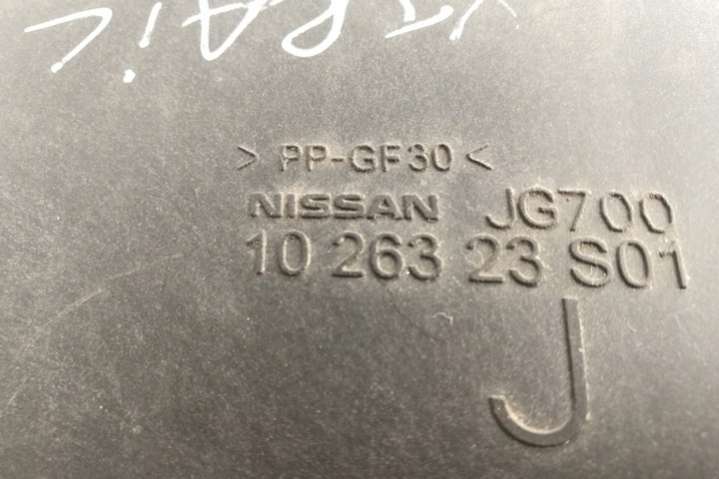 > PP-GF30 <
NISSAN JG700
10 263 23 S01
J